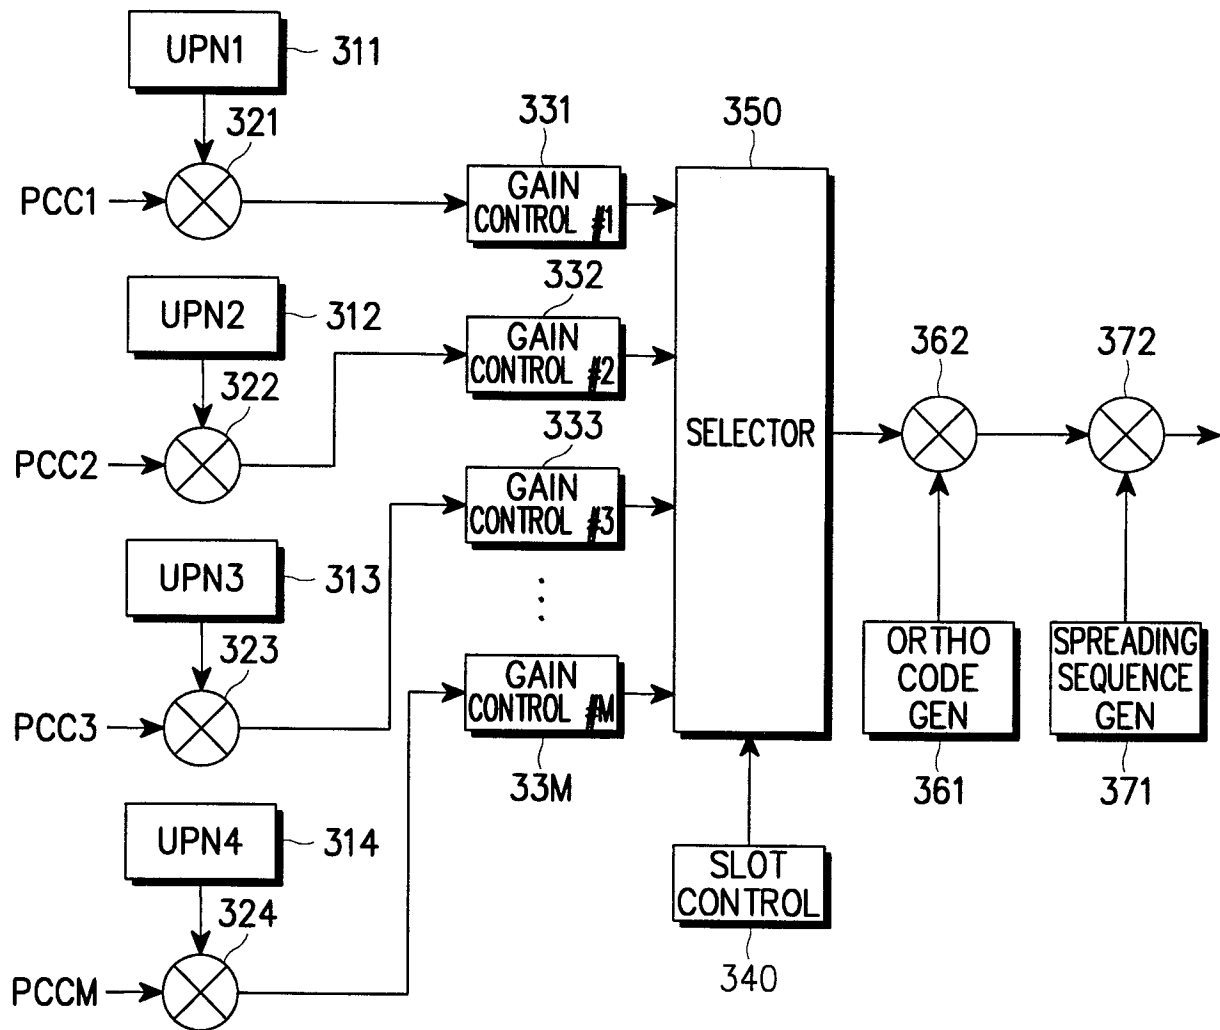 UPN1
311
321
331
350
PCC1
GAIN
CONTROL #1
UPN2
312
332
322
GAIN
CONTROL #2
362
372
333
SELECTOR
PCC2
GAIN
CONTROL #3
UPN3
313
323
GAIN
CONTROL #M
ORTHO
CODE
GEN
SPREADING
SEQUENCE
GEN
PCC3
33M
361
371
UPN4
314
SLOT
CONTROL
324
340
PCCM